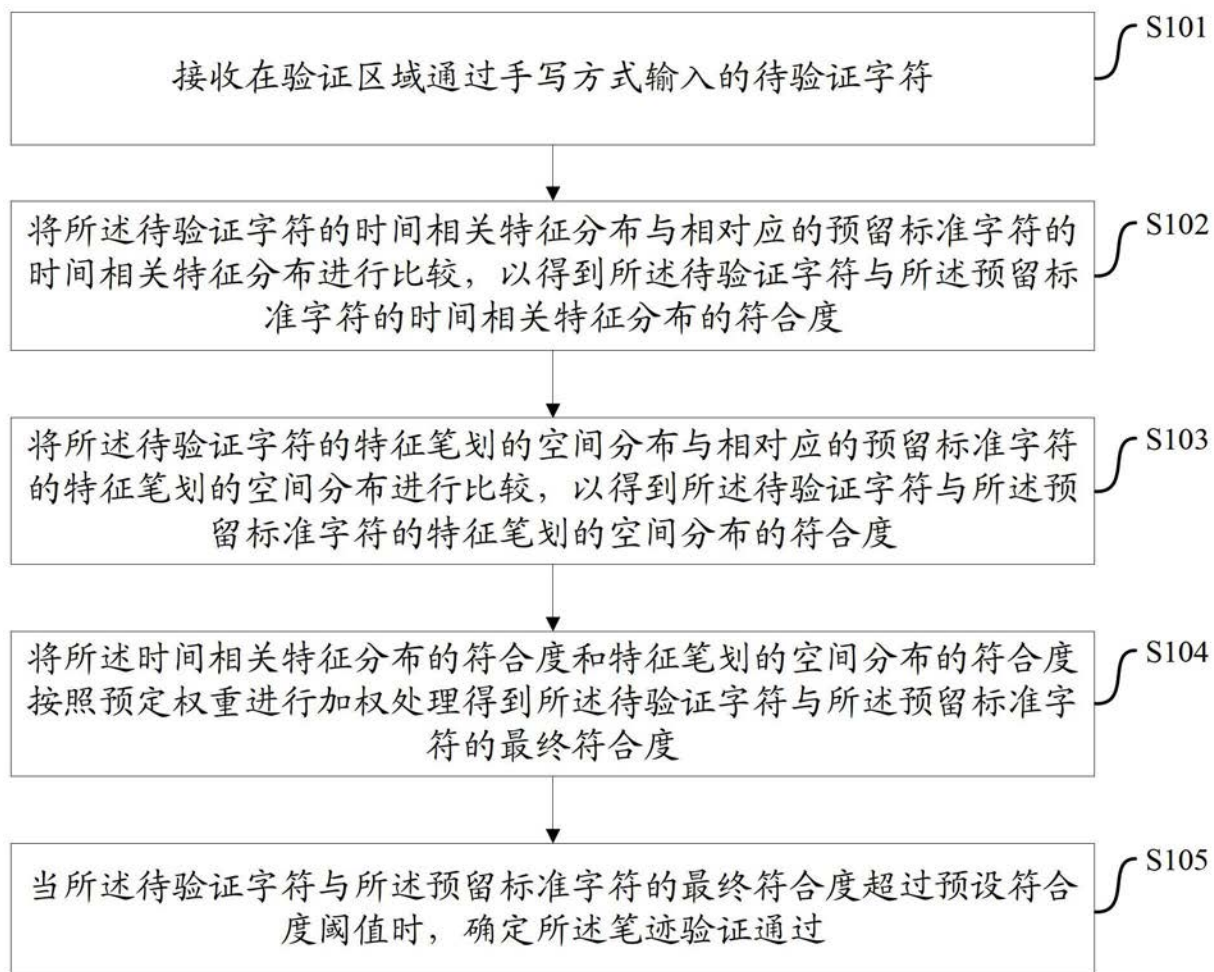 接收在验证区域通过手写方式输入的待验证字符
S101
将所述待验证字符的时间相关特征分布与相对应的预留标准字符的
时间相关特征分布进行比较，以得到所述待验证字符与所述预留标
准字符的时间相关特征分布的符合度
S102
将所述待验证字符的特征笔划的空间分布与相对应的预留标准字符
的特征笔划的空间分布进行比较，以得到所述待验证字符与所述预
留标准字符的特征笔划的空间分布的符合度
S103
将所述时间相关特征分布的符合度和特征笔划的空间分布的符合度
按照预定权重进行加权处理得到所述待验证字符与所述预留标准字
符的最终符合度
S104
当所述待验证字符与所述预留标准字符的最终符合度超过预设符合
度阈值时，确定所述笔迹验证通过
S105